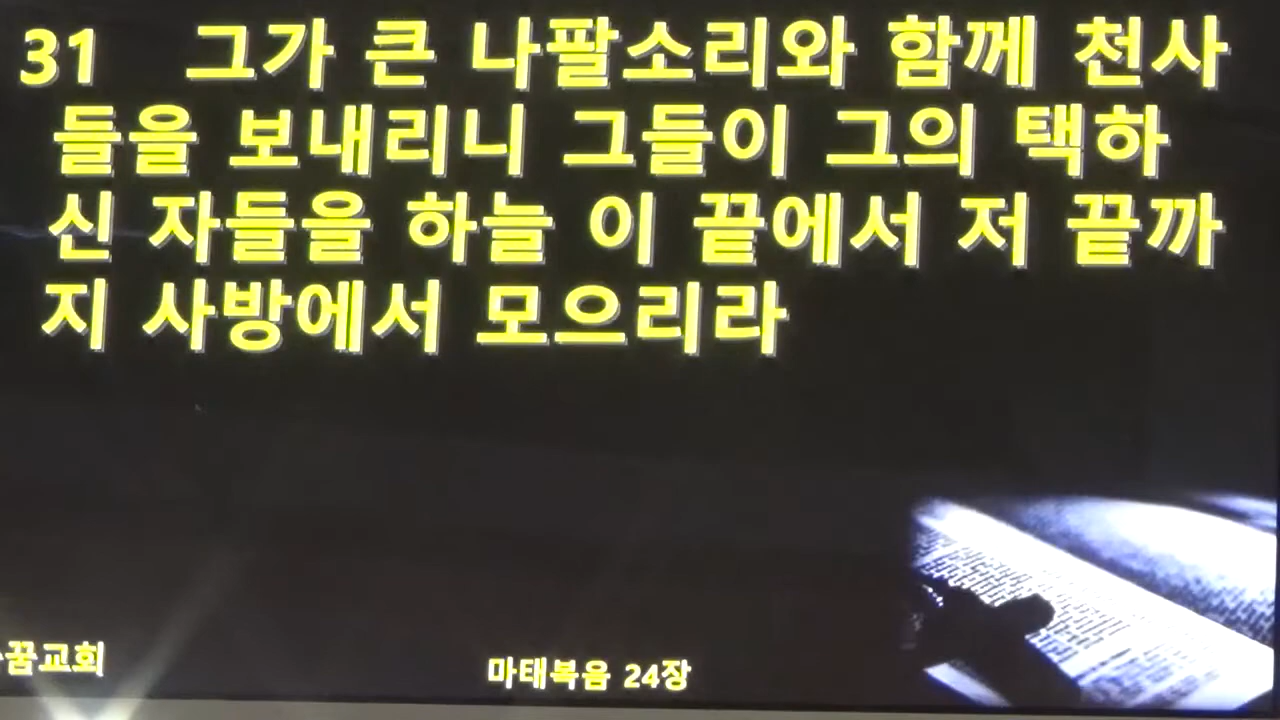 31 그가 큰 나팔소리와 함께 천사
들을 보내리니 그들이 그의 택하
신 자들을 하늘 이 끝에서 저 끝까
지 사방에서 모으리라
꿈교회
마태복음 24장